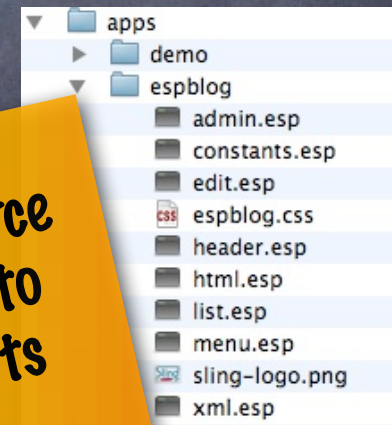 apps
demo
espblog
admin.esp
constants.esp
edit.esp
espblog.css
header.esp
html.esp
list.esp
menu.esp
sling-logo.png
xml.esp
to